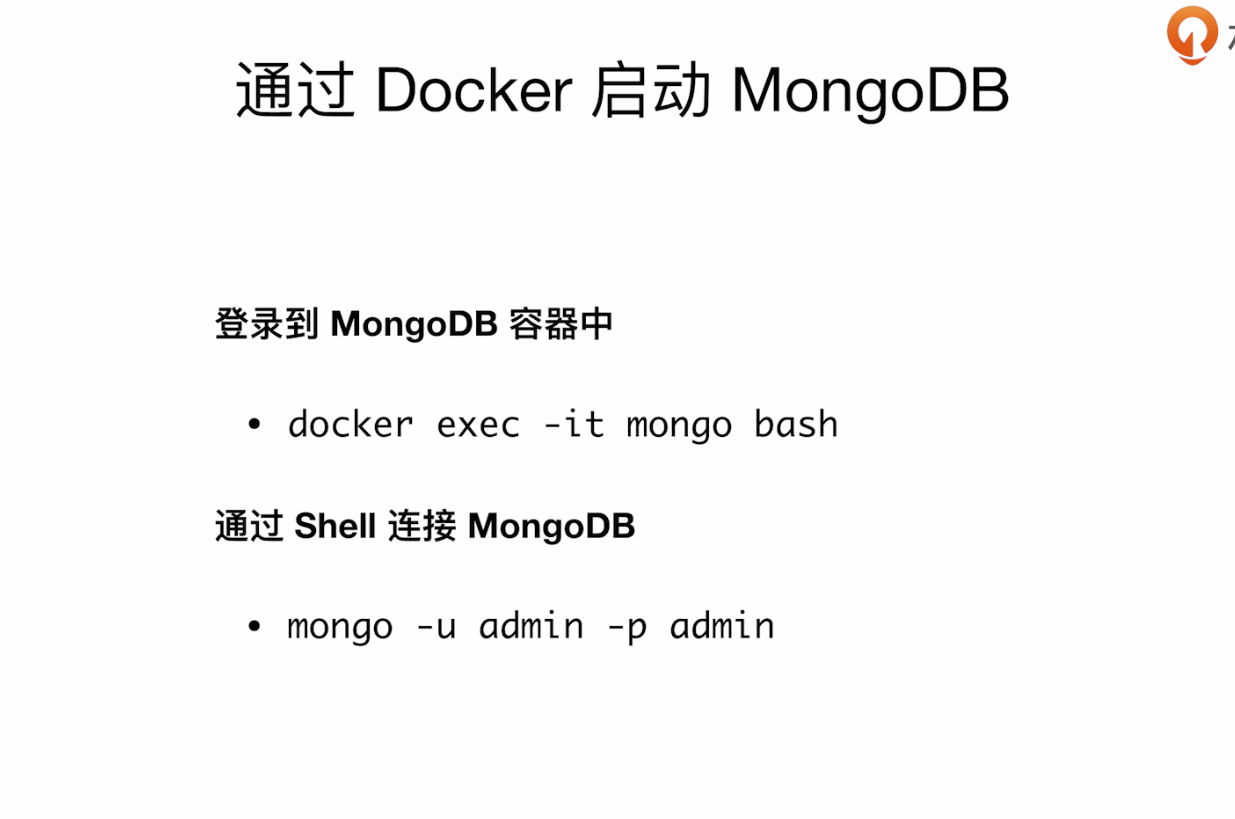 通过 Docker 启动 MongoDB
登录到 MongoDB 容器中
• docker exec -it mongo bash
通过 Shell 连接 MongoDB
• mongo -u admin -p admin